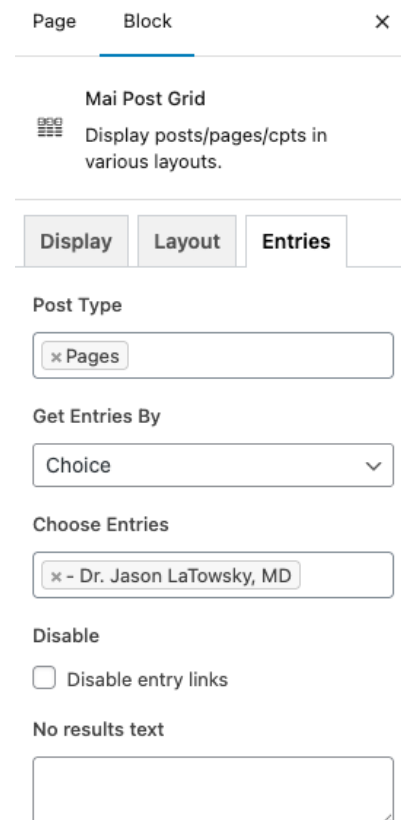 Page Block ×
Mai Post Grid
Display posts/pages/cpts in
various layouts.
Display Layout Entries
Post Type
× Pages
Get Entries By
Choice
Choose Entries
× - Dr. Jason LaTowsky, MD
Disable
Disable entry links
No results text